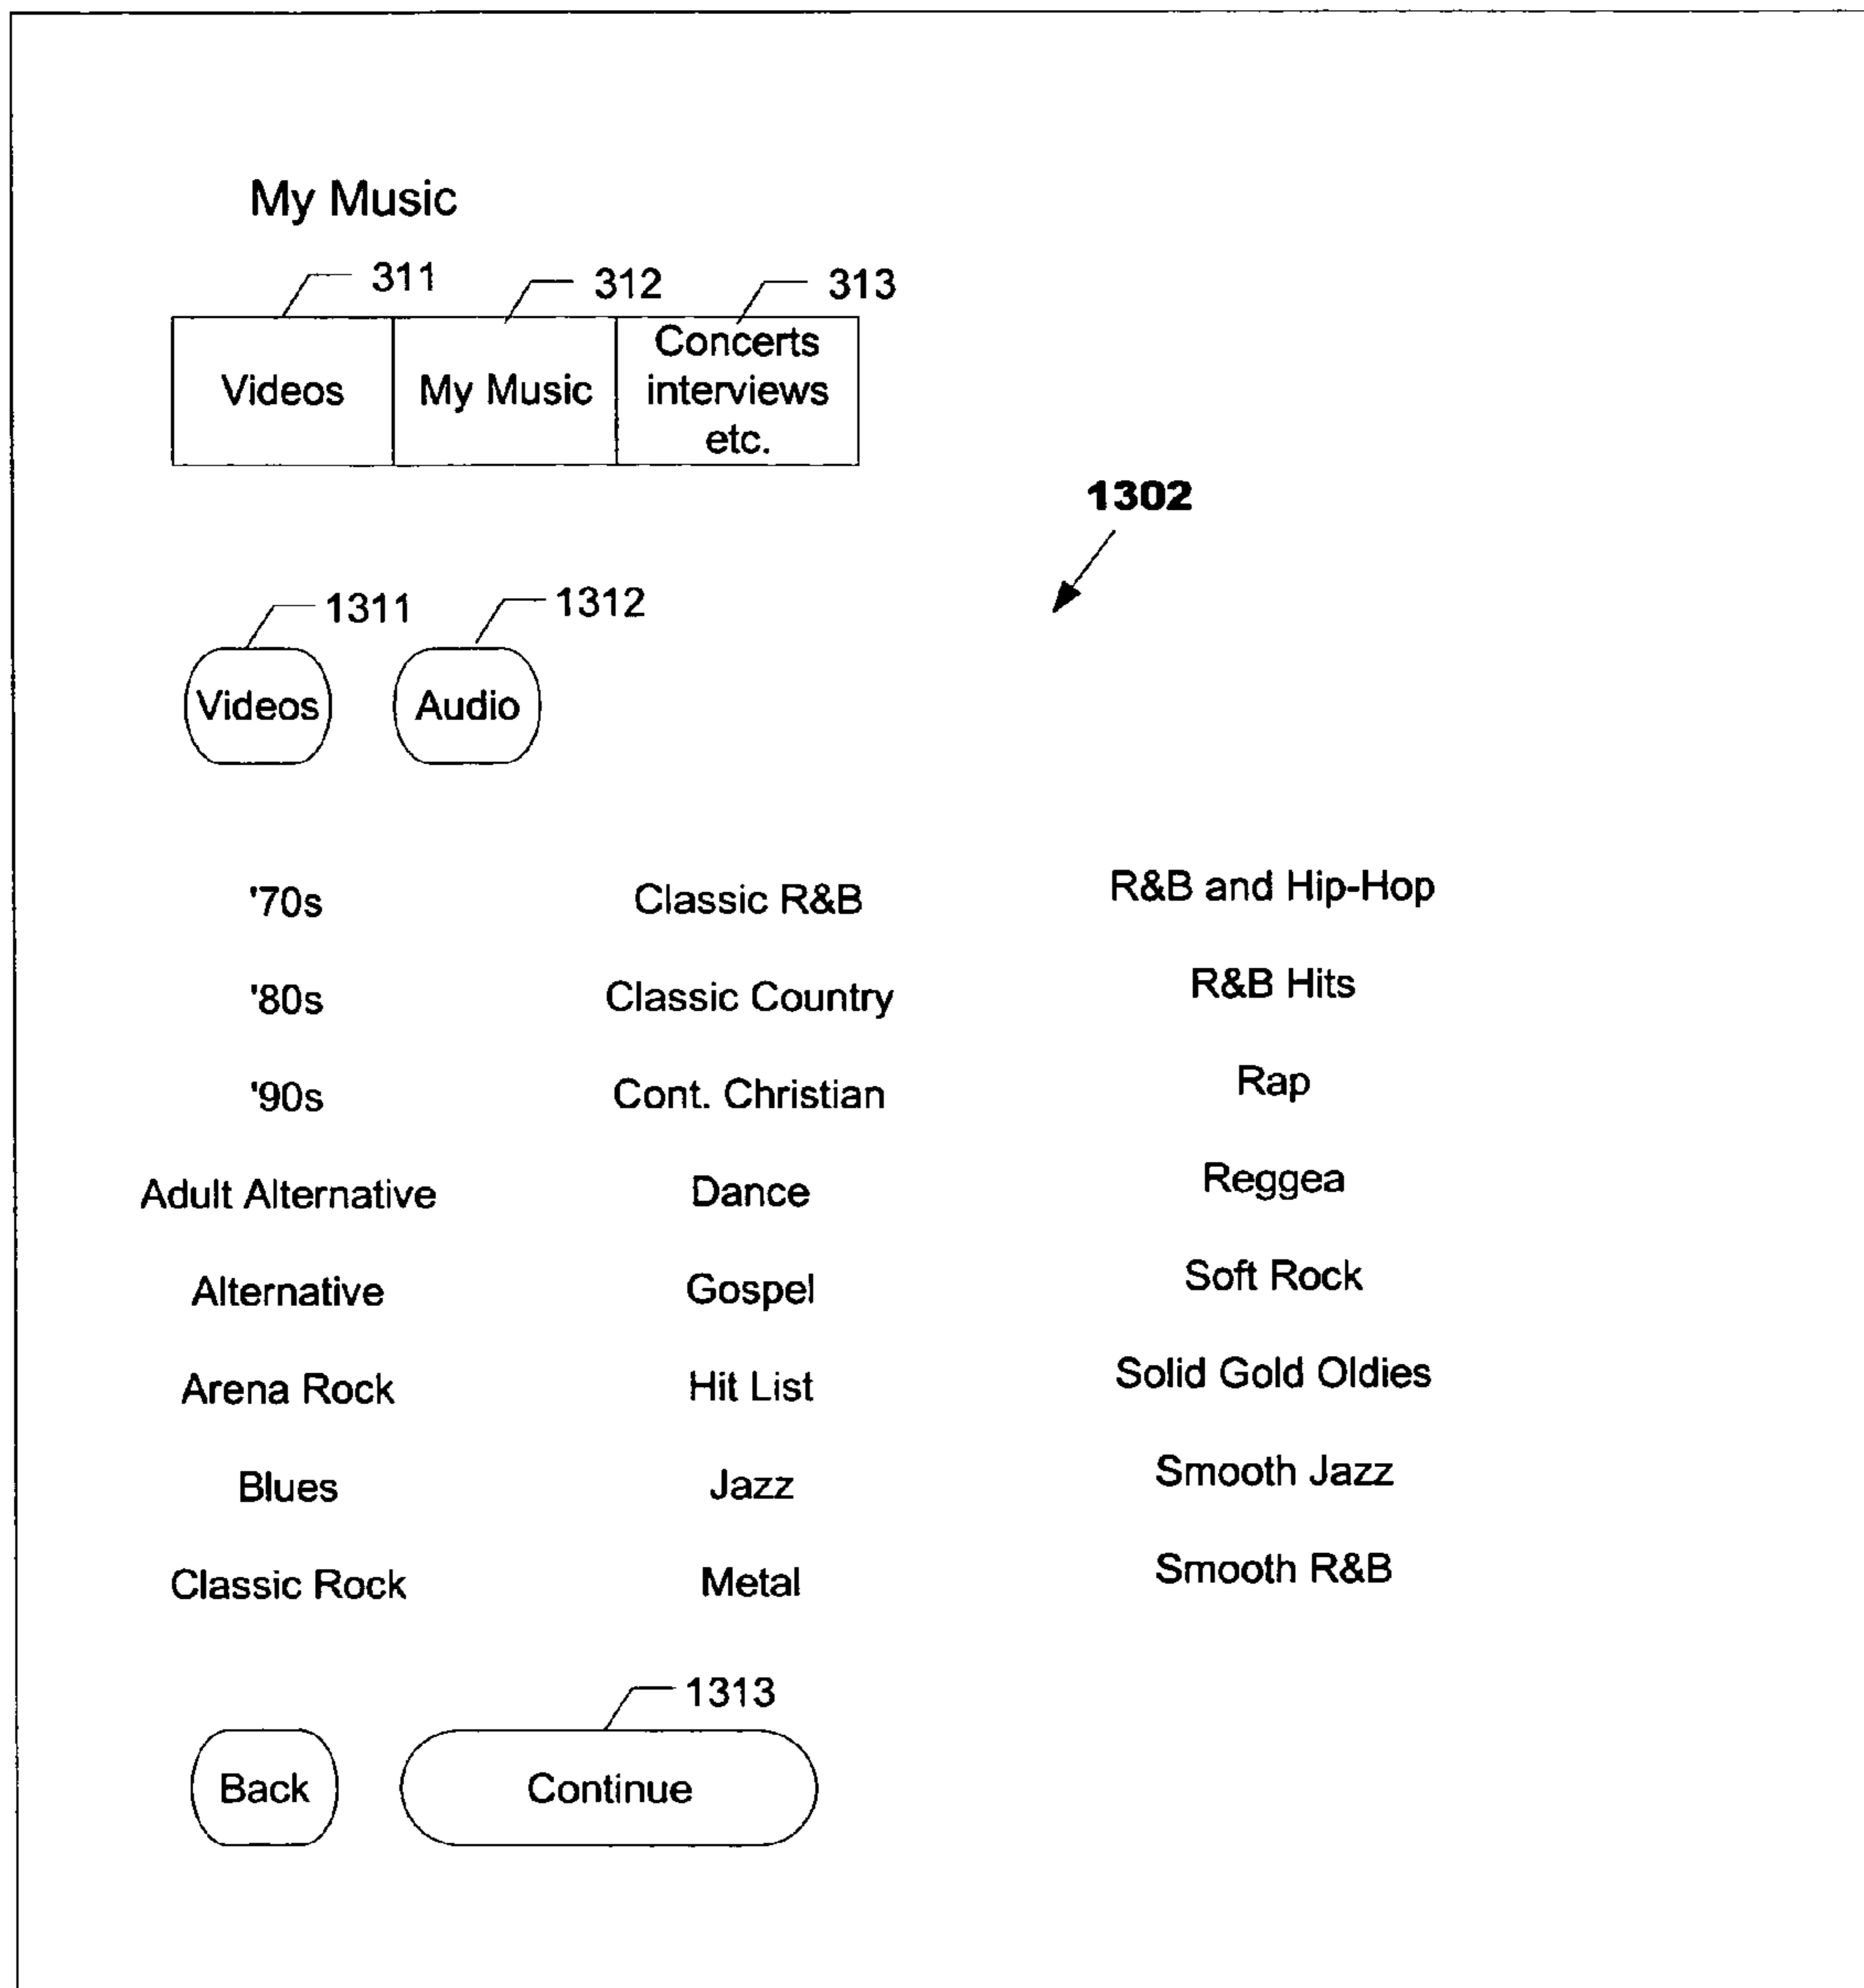 My Music
311 312 313
Videos My Music Concerts interviews etc.
1302
1311 1312
Videos Audio
'70s Classic R&B R&B and Hip-Hop
'80s Classic Country R&B Hits
'90s Cont. Christian Rap
Adult Alternative Dance Reggea
Alternative Gospel Soft Rock
Arena Rock Hit List Solid Gold Oldies
Blues Jazz Smooth Jazz
Classic Rock Metal Smooth R&B
1313
Back Continue